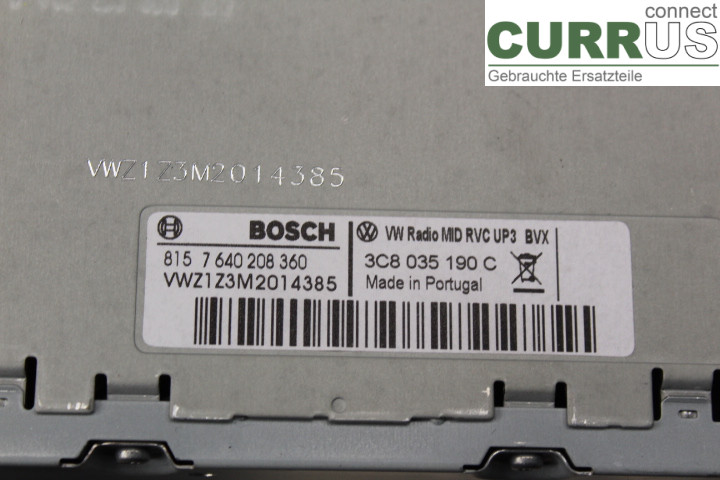 connect
CURRUS
Gebrauchte Ersatzteile
VWZ1Z3M2014385
BOSCH
VW Radio MID RVC UP3 BVX
815 7 640 208 360
3C8 035 190 C
VWZ1Z3M2014385
Made in Portugal